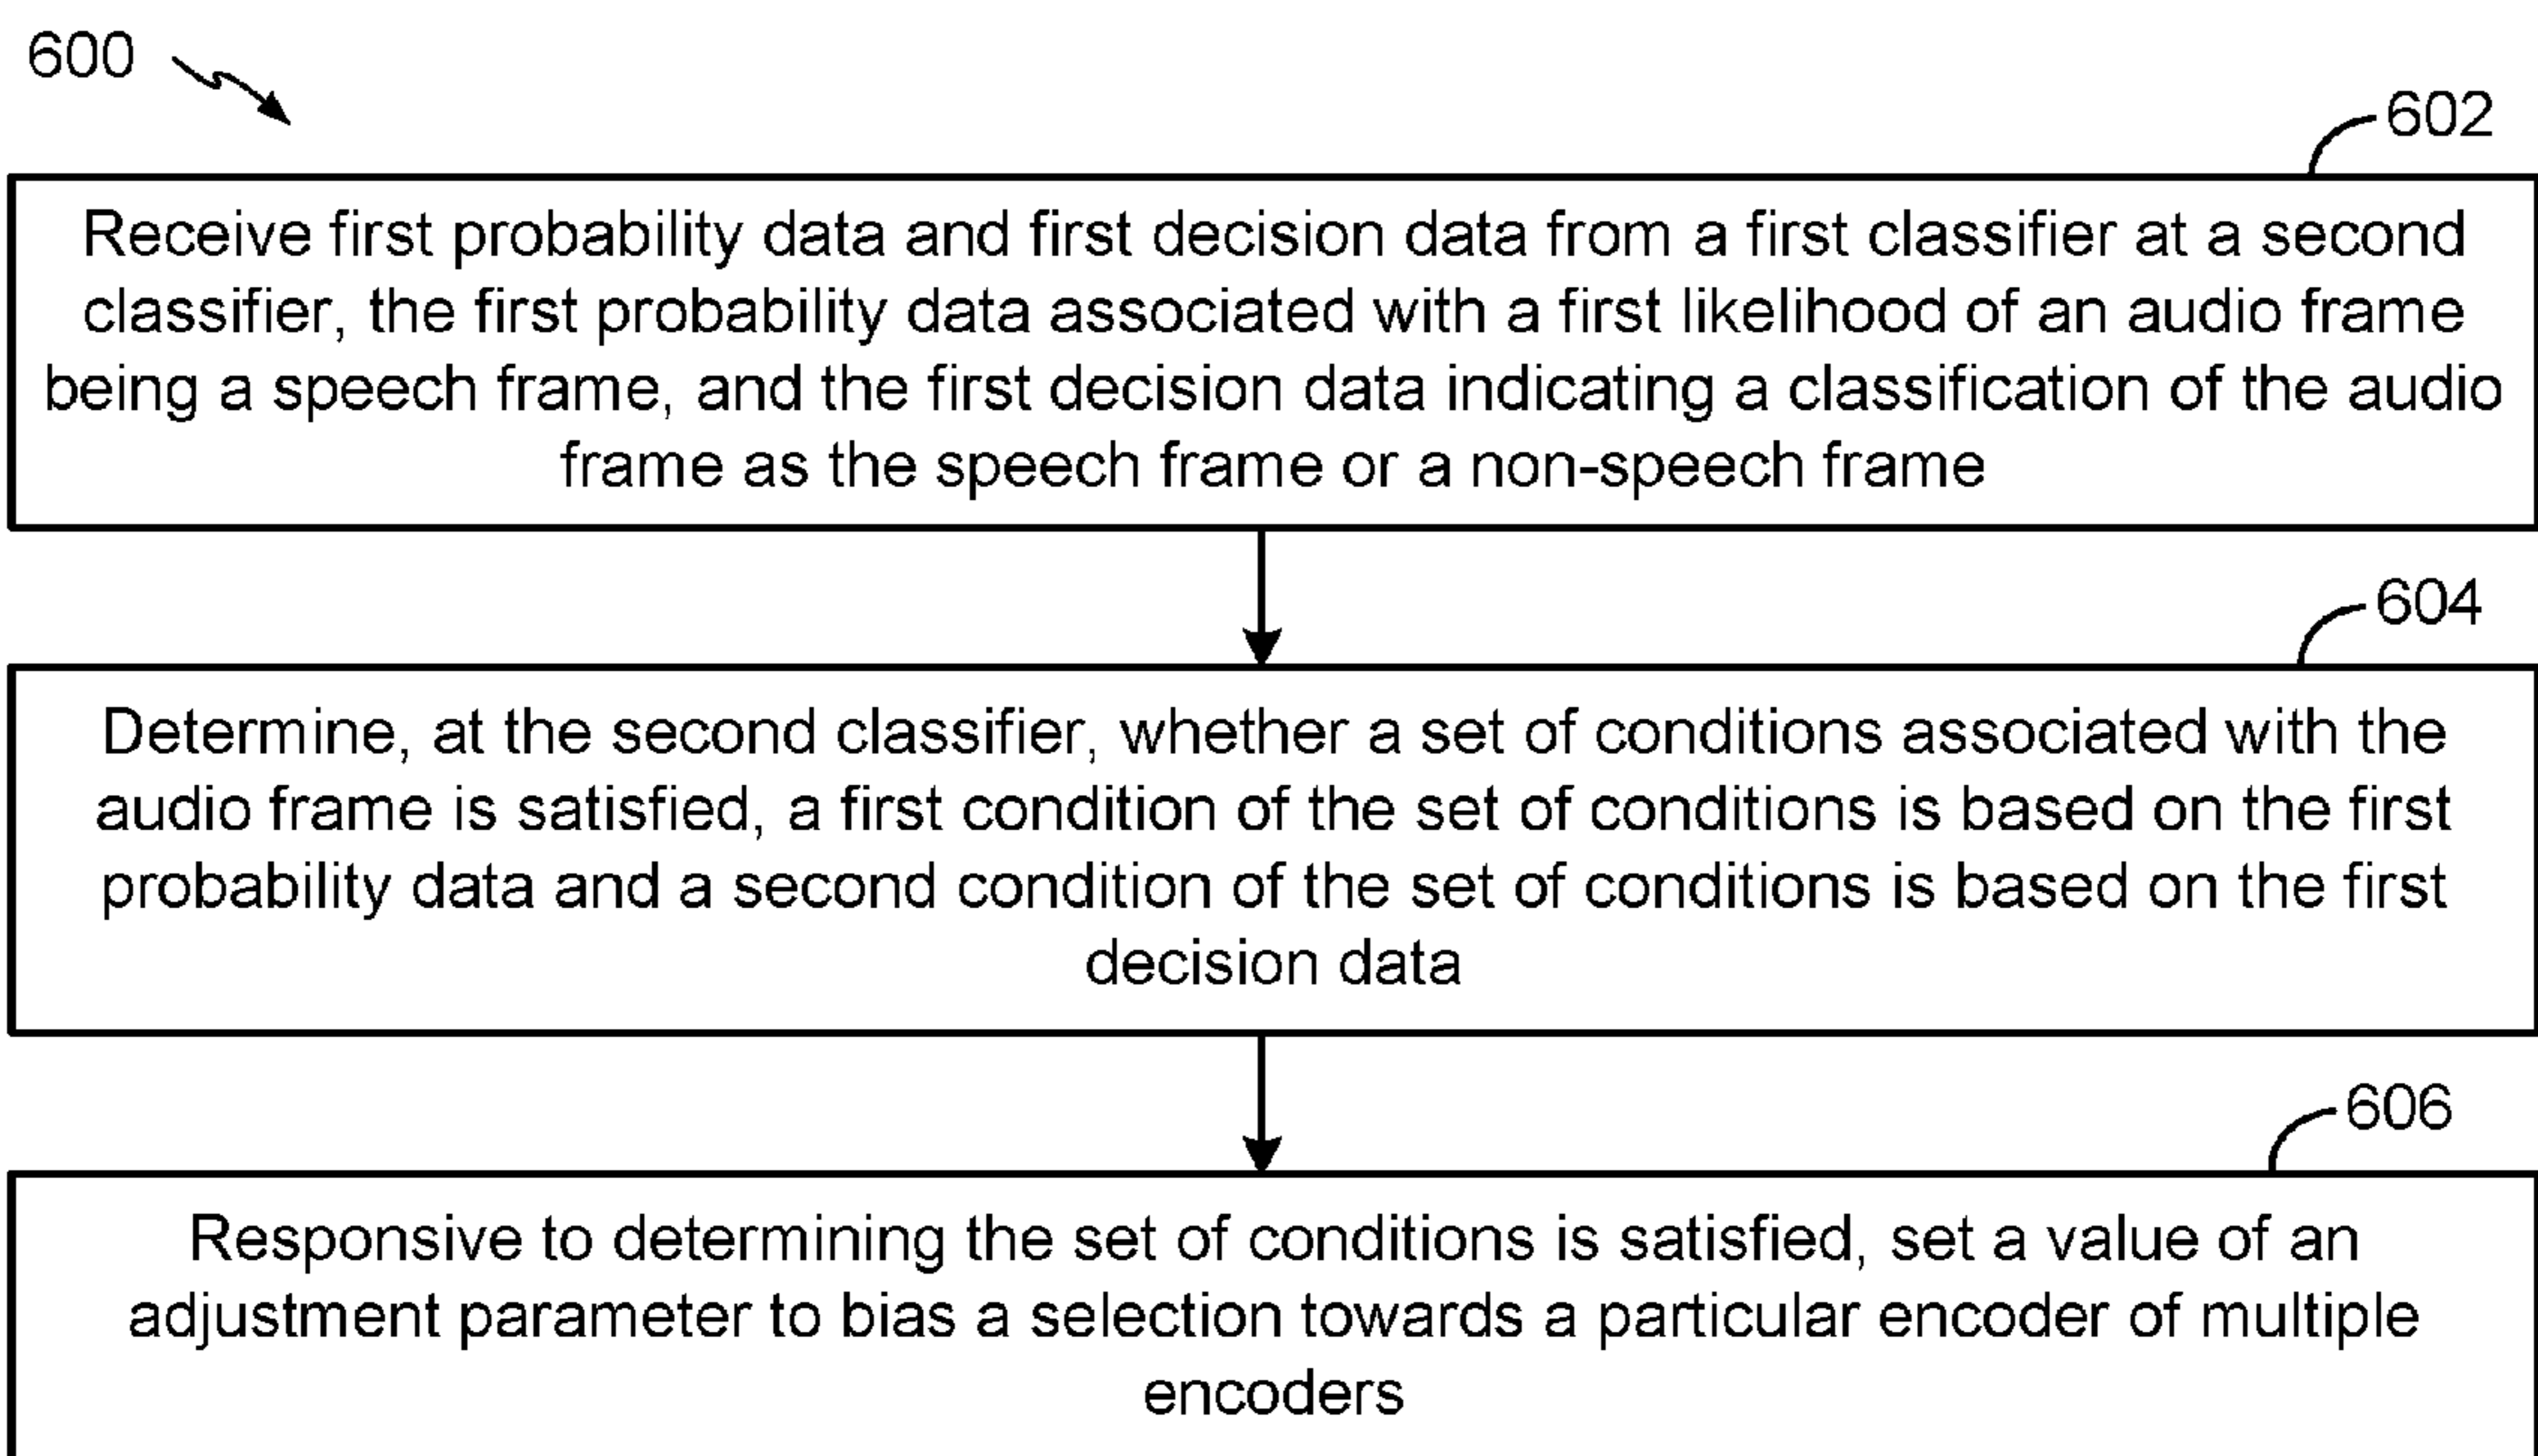 600
602
Receive first probability data and first decision data from a first classifier at a second
classifier, the first probability data associated with a first likelihood of an audio frame
being a speech frame, and the first decision data indicating a classification of the audio
frame as the speech frame or a non-speech frame
604
Determine, at the second classifier, whether a set of conditions associated with the
audio frame is satisfied, a first condition of the set of conditions is based on the first
probability data and a second condition of the set of conditions is based on the first
decision data
606
Responsive to determining the set of conditions is satisfied, set a value of an
adjustment parameter to bias a selection towards a particular encoder of multiple
encoders